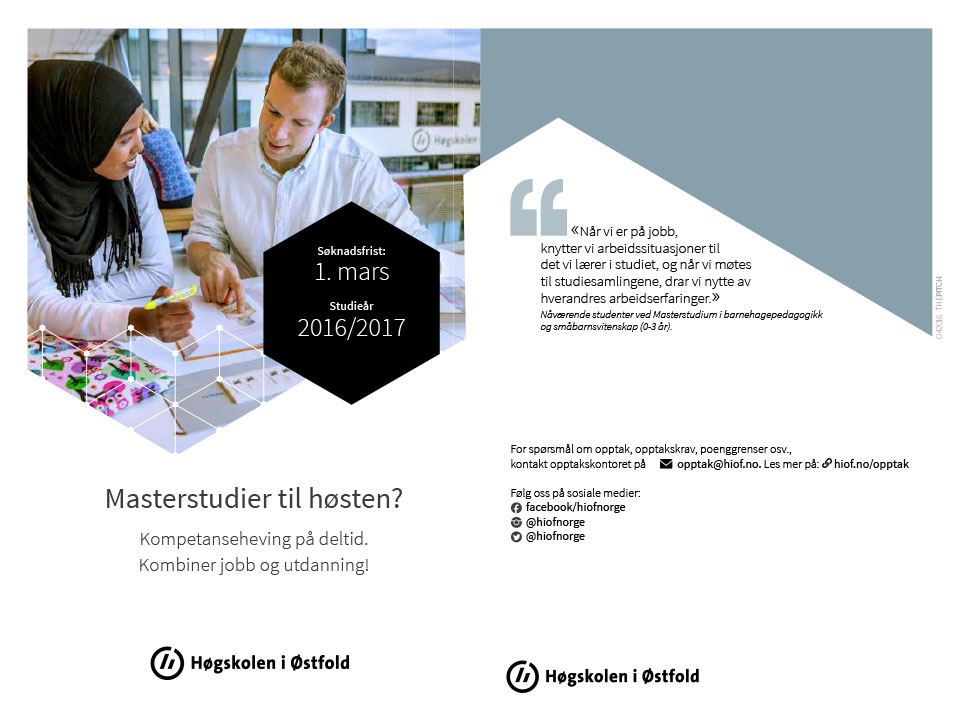 Høgskolen
Søknadsfrist:
1. mars
Studieår
2016/2017
Masterstudier til høsten?
Kompetanseheving på deltid.
Kombiner jobb og utdanning!
Høgskolen i Østfold
«Når vi er på jobb,
knytter vi arbeidssituasjoner til
det vi lærer i studiet, og når vi møtes
til studiesamlingene, drar vi nytte av
hverandres arbeidserfaringer.»
Nåværende studenter ved Masterstudium i barnehagepedagogikk
og småbarnsvitenskap (0-3 år).
For spørsmål om opptak, opptakskrav, poenggrenser osv.,
kontakt opptakskontoret på opptak@hiof.no. Les mer på: hiof.no/opptak
Følg oss på sosiale medier:
facebook/hiofnorge
@hiofnorge
@hiofnorge
Høgskolen i Østfold
042016 THEPITCH